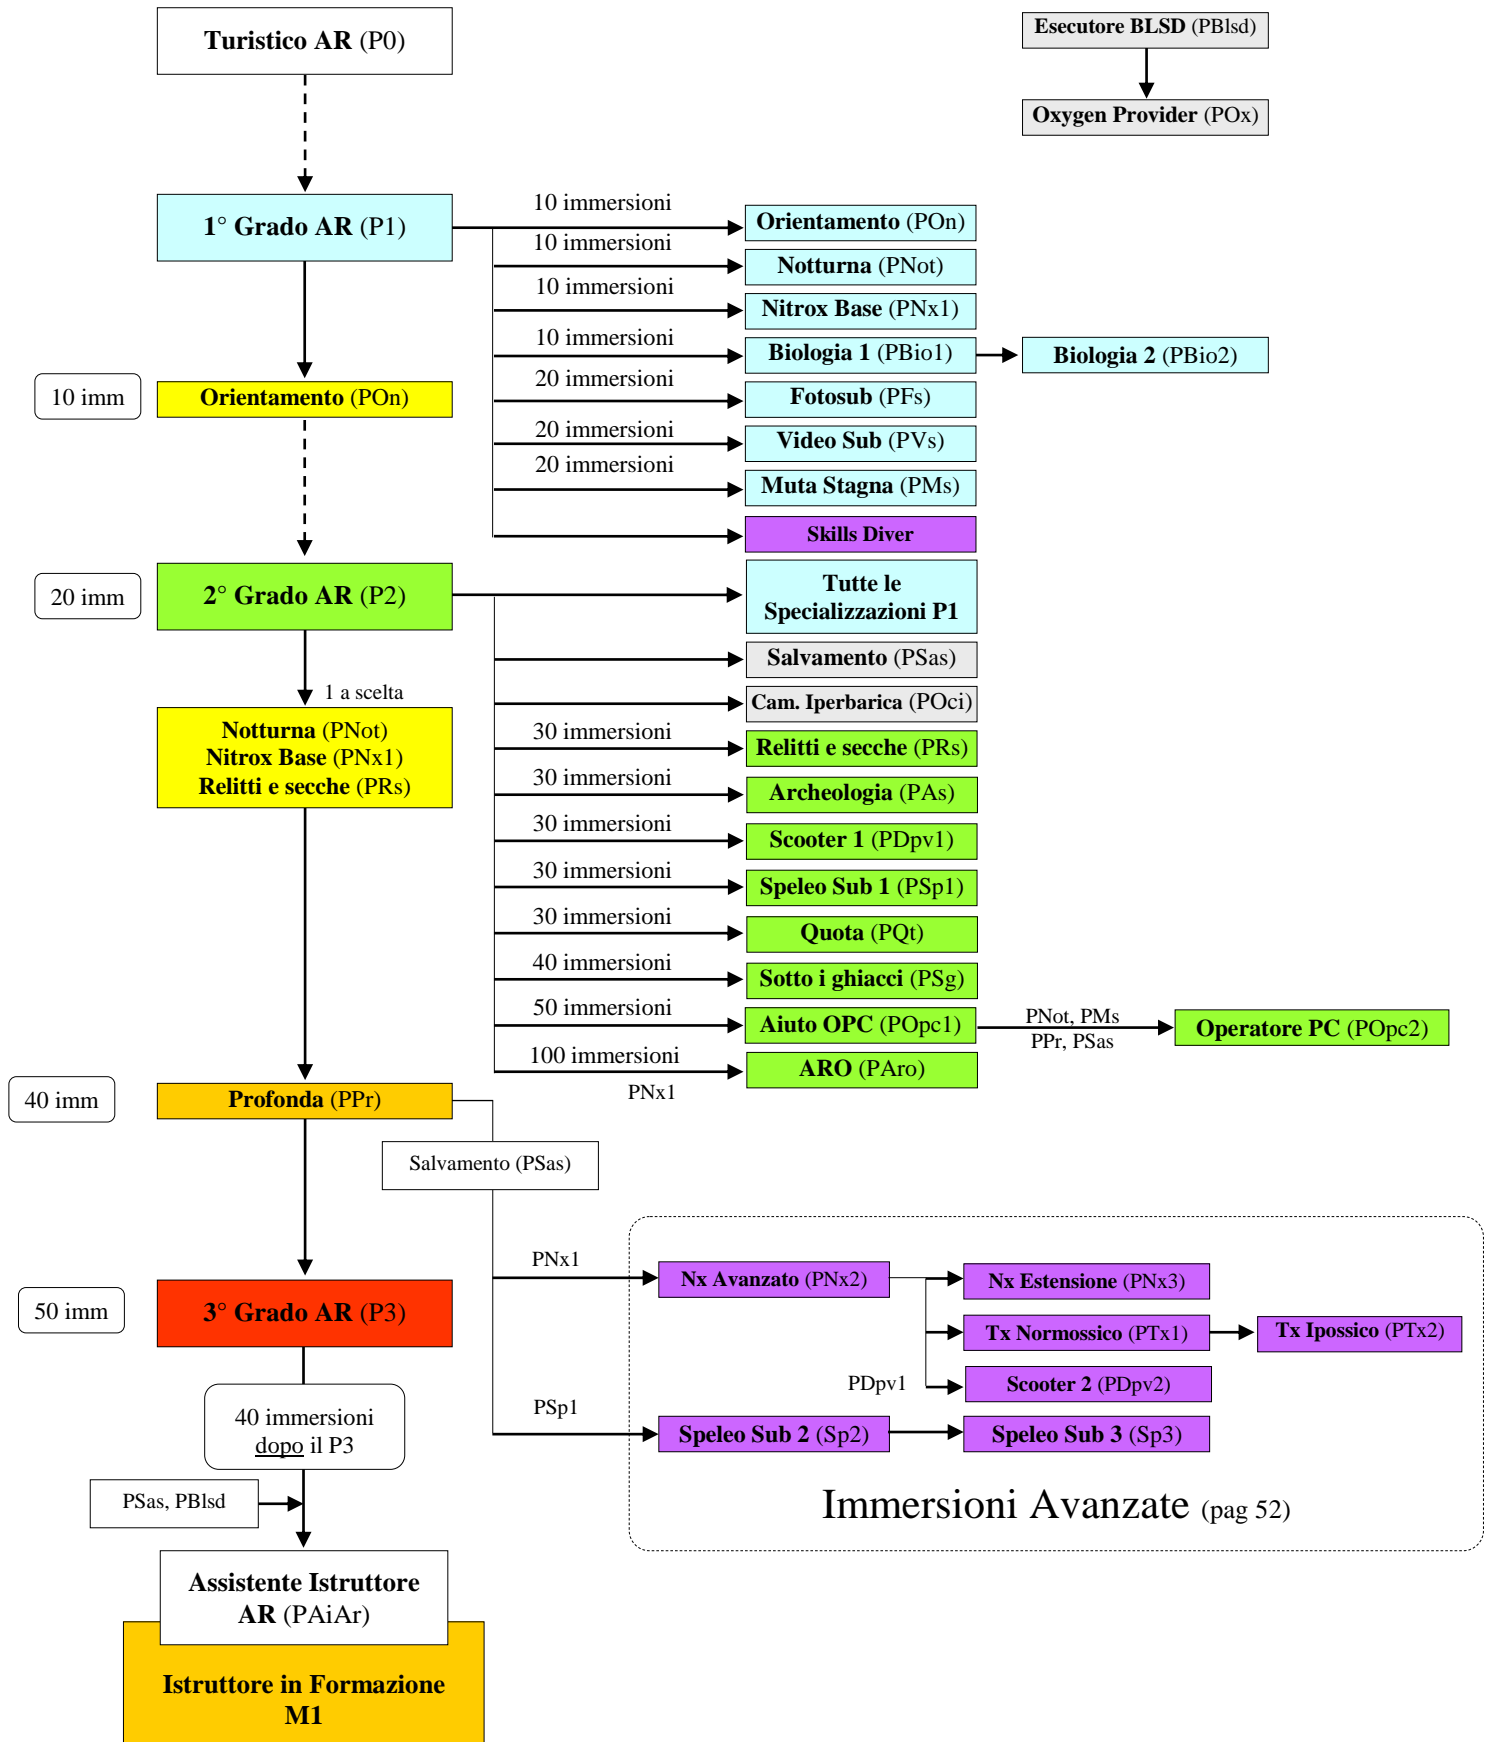 Turistico AR (P0)
Esecutore BLSD (PBlsd)
Oxygen Provider (POx)
1° Grado AR (P1)
10 immersioni
Orientamento (POn)
10 immersioni
Notturna (PNot)
10 immersioni
Nitrox Base (PNx1)
10 immersioni
Biologia 1 (PBio1)
Biologia 2 (PBio2)
10 imm
Orientamento (POn)
20 immersioni
Fotosub (PFs)
20 immersioni
Video Sub (PVs)
20 immersioni
Muta Stagna (PMs)
Skills Diver
20 imm
2° Grado AR (P2)
Tutte le
Specializzazioni P1
Salvamento (PSas)
1 a scelta
Cam. Iperbarica (POci)
Notturna (PNot)
Nitrox Base (PNx1)
Relitti e secche (PRs)
30 immersioni
Relitti e secche (PRs)
30 immersioni
Archeologia (PAs)
30 immersioni
Scooter 1 (PDpv1)
30 immersioni
Speleo Sub 1 (PSp1)
30 immersioni
Quota (PQt)
40 immersioni
Sotto i ghiacci (PSg)
50 immersioni
Aiuto OPC (POpc1)
PNot, PMs
PPr, PSas
Operatore PC (POpc2)
100 immersioni
PNx1
ARO (PAro)
40 imm
Profonda (PPr)
Salvamento (PSas)
PNx1
Nx Avanzato (PNx2)
Nx Estensione (PNx3)
50 imm
3° Grado AR (P3)
Tx Normossico (PTx1)
Tx Ipossico (PTx2)
PDpv1
Scooter 2 (PDpv2)
40 immersioni
dopo il P3
PSp1
Speleo Sub 2 (Sp2)
Speleo Sub 3 (Sp3)
PSas, PBlsd
Immersioni Avanzate (pag 52)
Assistente Istruttore
AR (PAiAr)
Istruttore in Formazione
M1